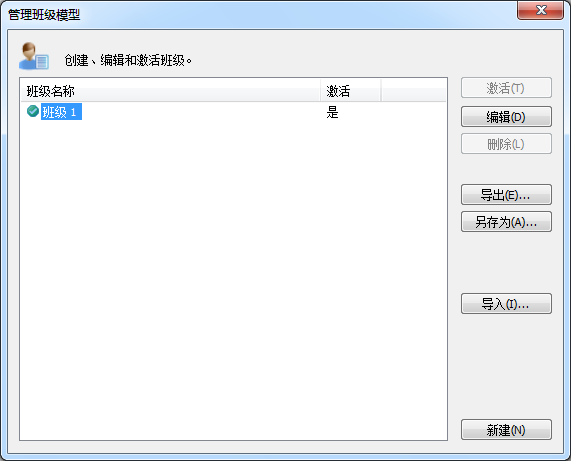 管理班级模型
创建、编辑和激活班级。
班级名称 激活
班级 1 是
激活(T)
编辑(D)
删除(L)
导出(E)...
另存为(A)...
导入(I)...
新建(N)